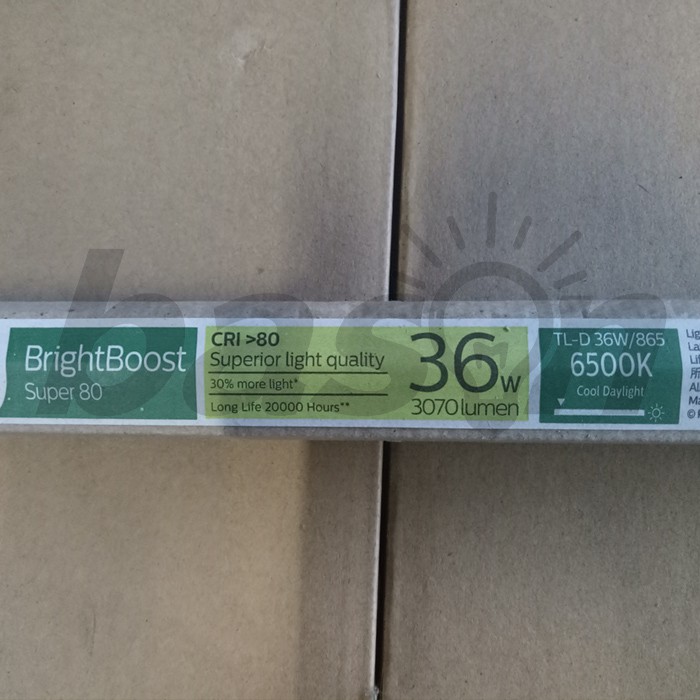 BrightBoost
Super 80
CRI >80
Superior light quality
30% more light*
Long Life 20000 Hours**
36W
3070 lumen
TL-D 36W/865
6500K
Cool Daylight
basON